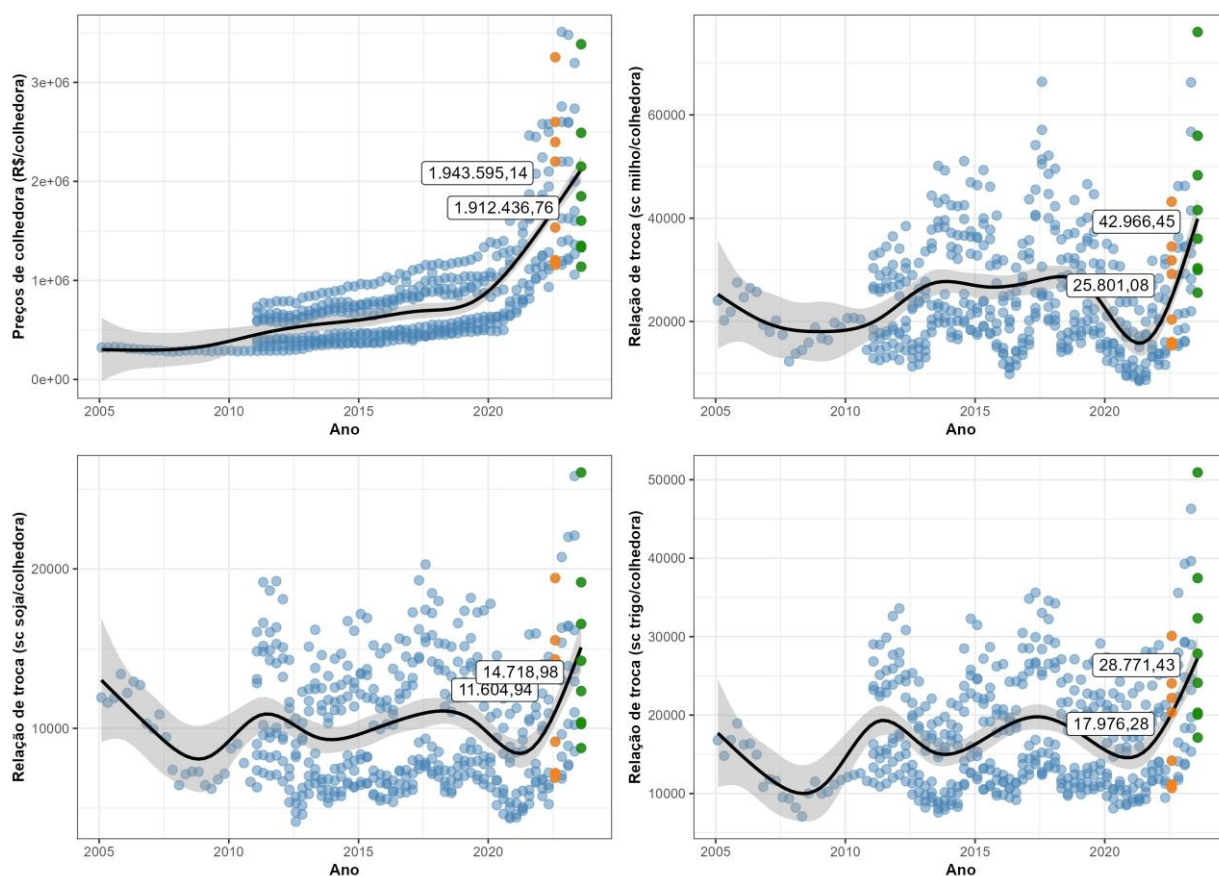 Preços de colhedora (R$/colhedora)
3e+06
2e+06
1e+06
0e+00
1.943.595,14
1.912.436,76
2005
2010
2015
2020
Ano
Relação de troca (sc milho/colhedora)
60000
40000
20000
42.966,45
25.801,08
2005
2010
2015
2020
Ano
Relação de troca (sc soja/colhedora)
20000
10000
14.718,98
11.604,94
2005
2010
2015
2020
Ano
Relação de troca (sc trigo/colhedora)
50000
40000
30000
20000
10000
28.771,43
17.976,28
2005
2010
2015
2020
Ano